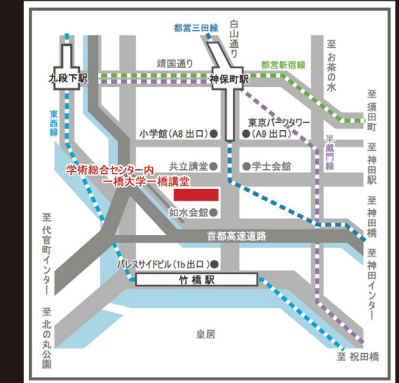 都営三田線
白山通り
至 お茶の水
靖国通り
都営新宿線
九段下駅
神保町駅
至 須田町
東西線
小学館(A8 出口)
東京パークタワー
(A9 出口)
半蔵門線
至 神田駅
共立講堂
学士会館
学術総合センター内
一橋大学一橋講堂
如水会館
至 神田橋
至 代官町インター
首都高速道路
至 神田インター
パレスサイドビル(1b 出口)
竹橋駅
至 北の丸公園
皇居
至 祝田橋